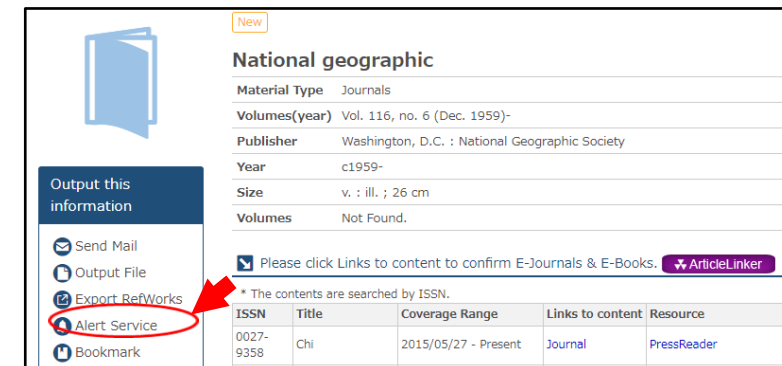 New
National geographic
Material Type Journals
Volumes(year) Vol. 116, no. 6 (Dec. 1959)-
Publisher Washington, D.C. : National Geographic Society
Year c1959-
Size v. : ill. ; 26 cm
Volumes Not Found.
Output this
information
Send Mail
Output File
Export RefWorks
Alert Service
Bookmark
Please click Links to content to confirm E-Journals & E-Books. ArticleLinker
* The contents are searched by ISSN.
ISSN Title Coverage Range Links to content Resource
0027-
9358 Chi 2015/05/27 - Present Journal PressReader